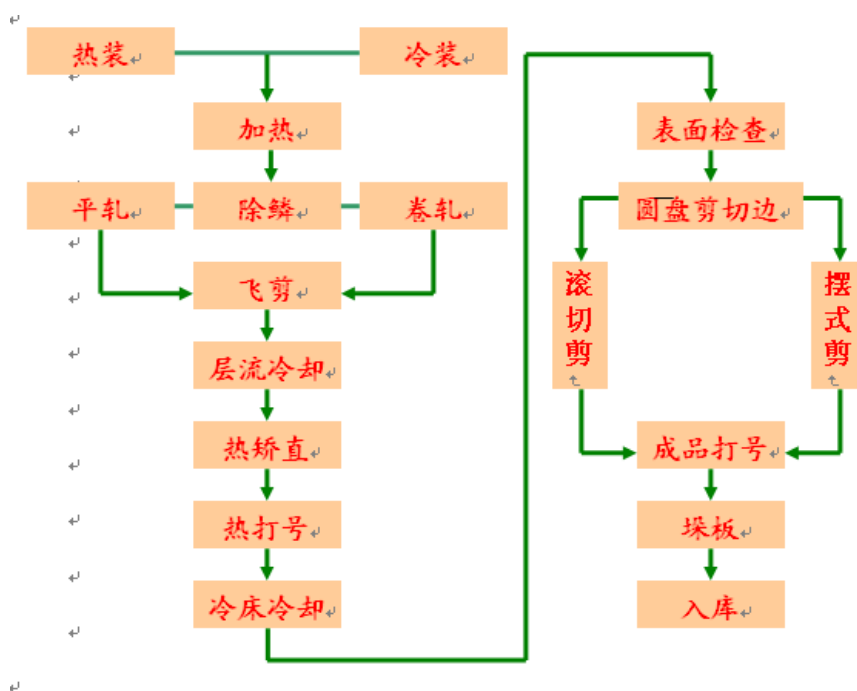 热装
冷装
加热
平轧
除鳞
卷轧
飞剪
层流冷却
热矫直
热打号
冷床冷却
表面检查
圆盘剪切边
滚切剪
摆式剪
成品打号
垛板
入库